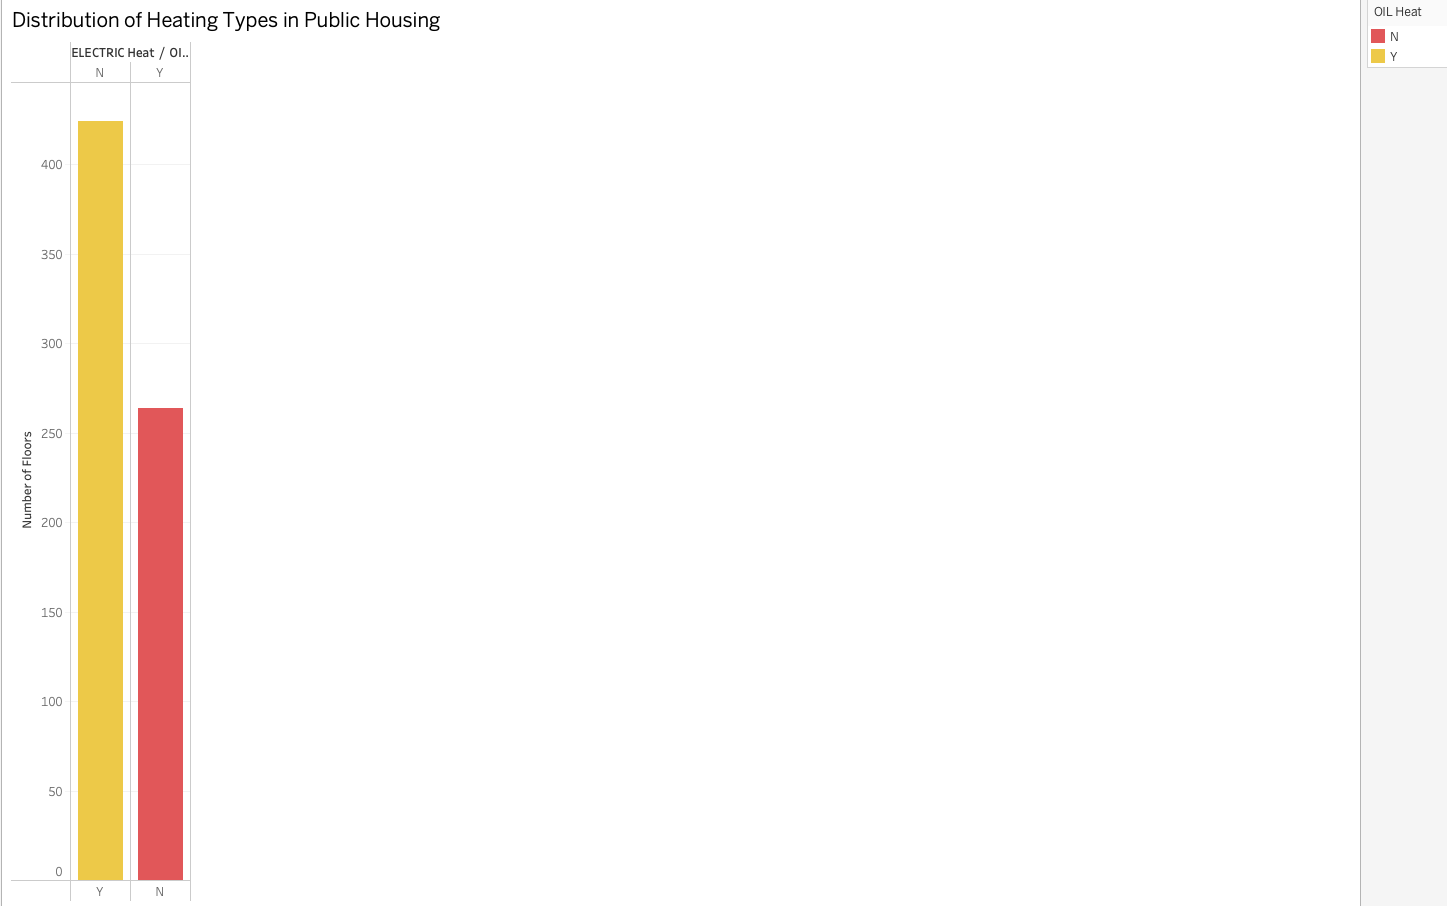 Distribution of Heating Types in Public Housing
ELECTRIC Heat / OI..
N Y
400
350
300
250
200
150
100
50
0
Number of Floors
Y N
OIL Heat
N
Y